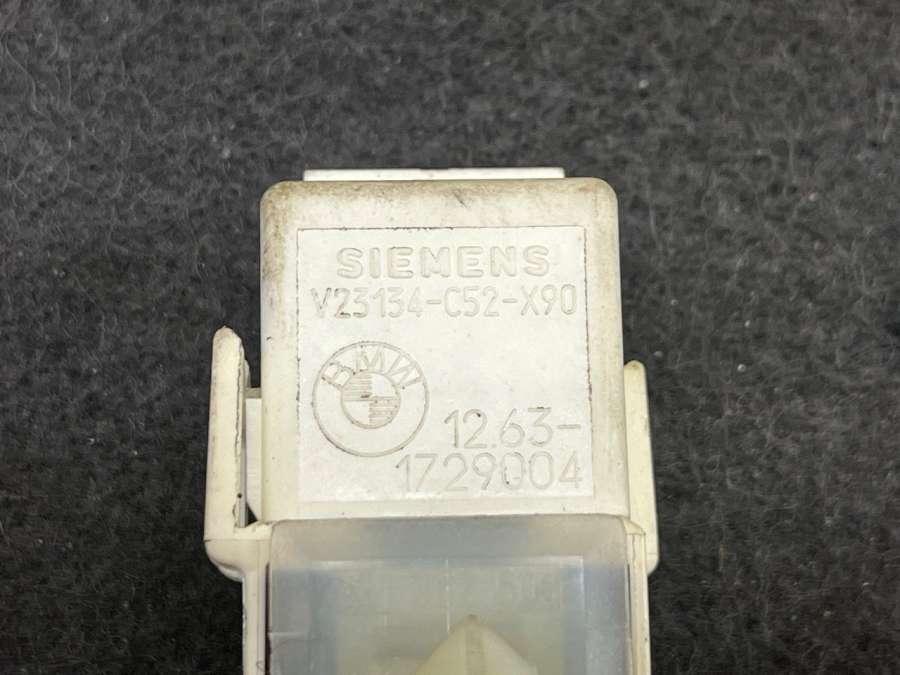 SIEMENS
V23134-C52-X90
BMW
12.63-
1729004